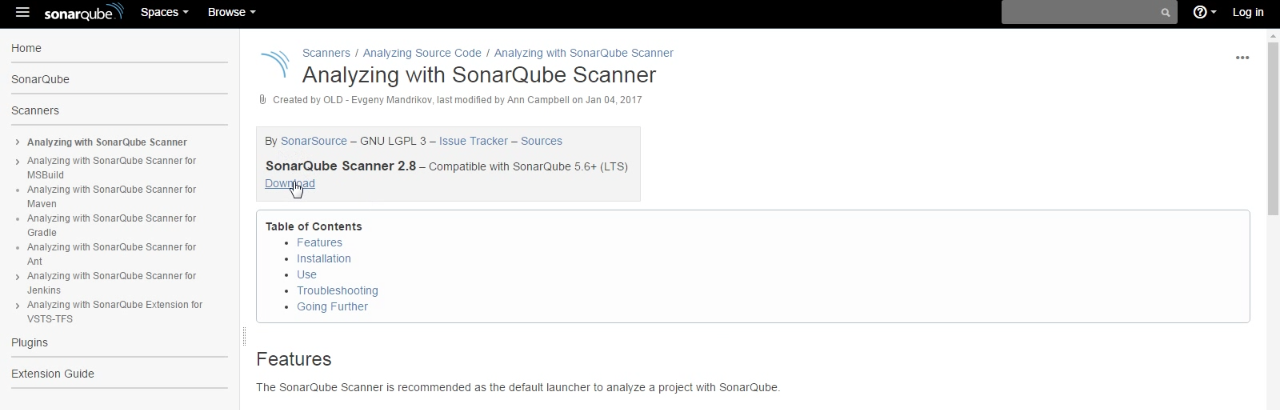 sonarqube
Spaces
Browse
Log in
Home
SonarQube
Scanners
Analyzing with SonarQube Scanner
Analyzing with SonarQube Scanner for
MSBuild
Analyzing with SonarQube Scanner for
Maven
Analyzing with SonarQube Scanner for
Gradle
Analyzing with SonarQube Scanner for
Ant
Analyzing with SonarQube Scanner for
Jenkins
Analyzing with SonarQube Extension for
VSTS-TFS
Plugins
Extension Guide
Scanners / Analyzing Source Code / Analyzing with SonarQube Scanner
Analyzing with SonarQube Scanner
Created by OLD - Evgeny Mandrikov, last modified by Ann Campbell on Jan 04, 2017
By SonarSource – GNU LGPL 3 – Issue Tracker – Sources
SonarQube Scanner 2.8 – Compatible with SonarQube 5.6+ (LTS)
Download
Table of Contents
• Features
• Installation
• Use
• Troubleshooting
• Going Further
Features
The SonarQube Scanner is recommended as the default launcher to analyze a project with SonarQube.